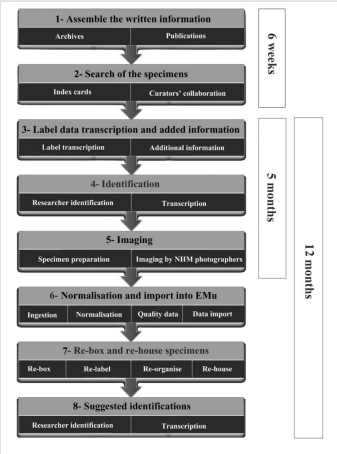 1- Assemble the written information
Archives
Publications
2- Search of the specimens
Index cards
Curators' collaboration
3- Label data transcription and added information
Label transcription
Additional information
4- Identification
Researcher identification
Transcription
5- Imaging
Specimen preparation
Imaging by NHM photographers
6- Normalisation and import into EMu
Ingestion
Normalisation
Quality data
Data import
7- Re-box and re-house specimens
Re-box
Re-label
Re-organise
Re-house
8- Suggested identifications
Researcher identification
Transcription
6 weeks
5 months
12 months